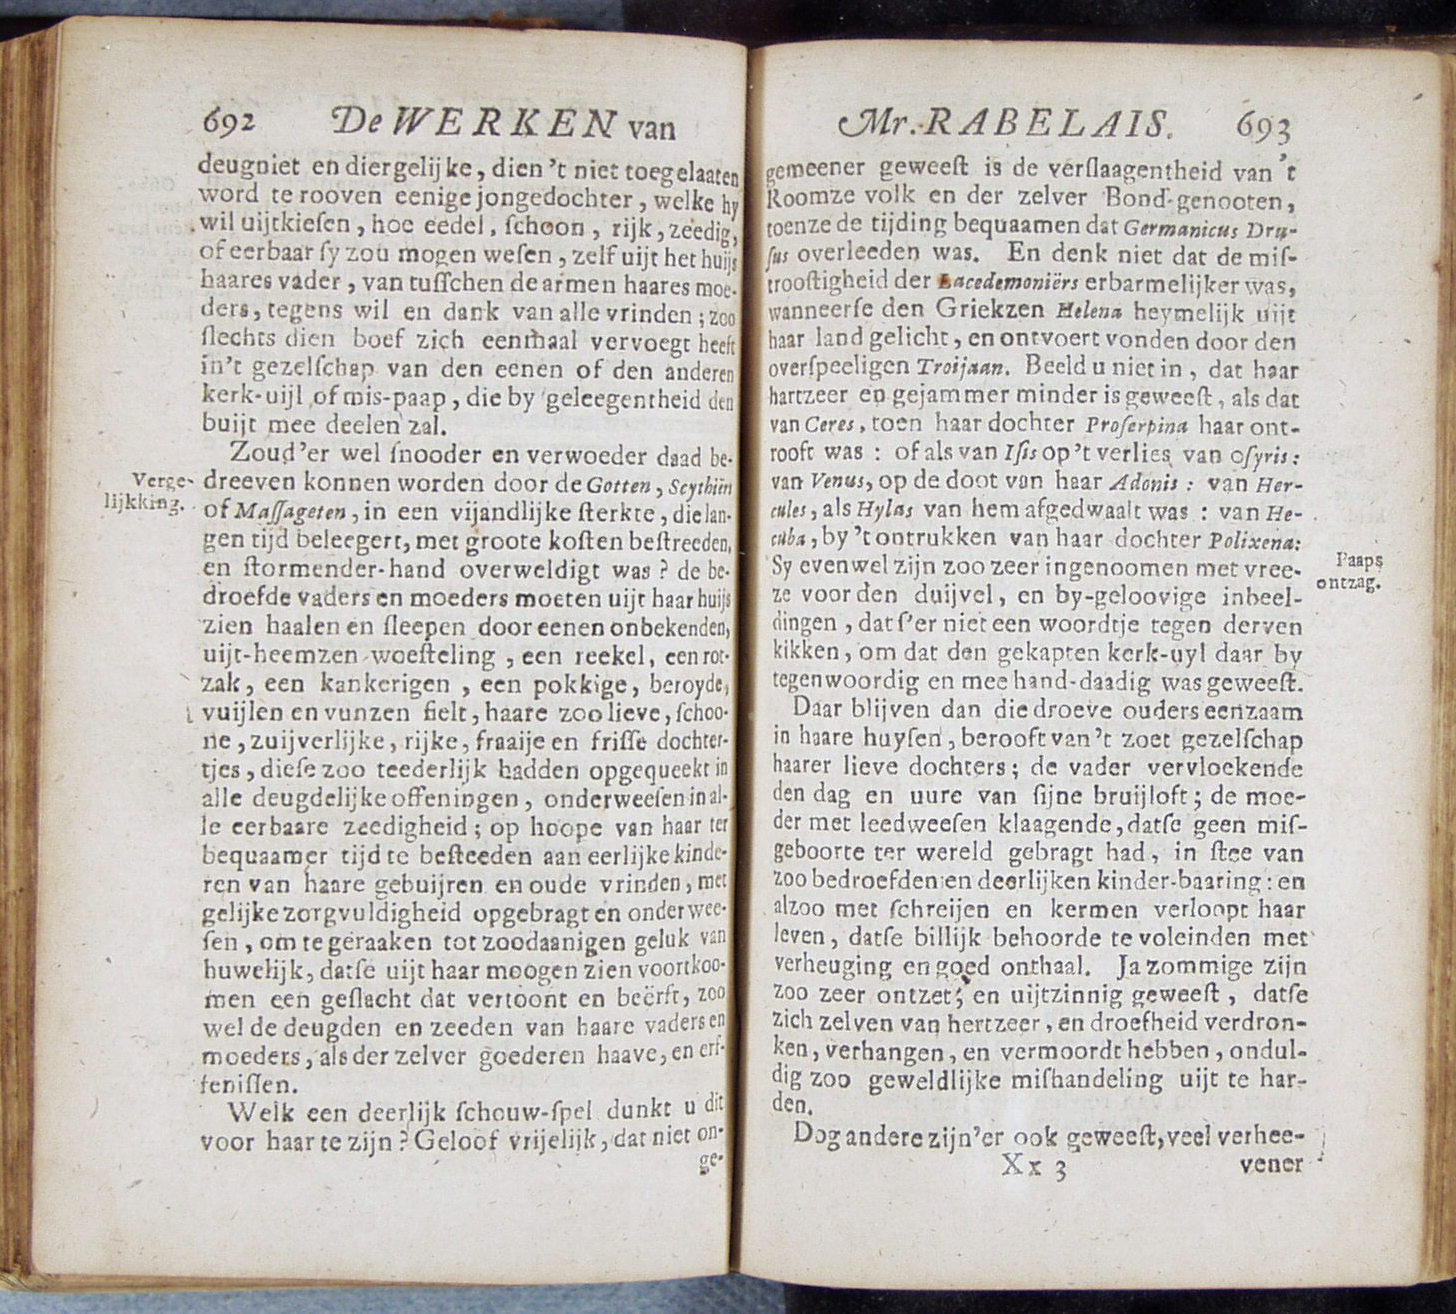 692 De WERKEN van
deugniet en diergelijke, dien 't niet toegelaaten
word te rooven eenige jongedochter, welke hy
wil uijtkiesen, hoe eedel, schoon, rijk, zeedig,
of eerbaar sy zou mogen wesen, zelf uijt het huijs
haares vader, van tusschen de armen haares moe-
ders, tegens wil en dank van alle vrinden; zoo
slechts dien boef zich eenmaal vervoegt heeft
in't gezelschap van den eenen of den anderen
kerk-uijl of mis-paap, die by geleegentheid den
buijt mee deelen zal.
Zoud'er wel snooder en verwoeder daad be-
Verge-
lijkking.
dreeven konnen worden door de Gotten, Scythiën
of Massageten, in een vijandlijke sterkte, die lan-
gen tijd beleegert, met groote kosten bestreeden,
en stormender-hand overweldigt was? de be-
droefde vaders en moeders moeten uijt haar huijs
zien haalen en sleepen door eenen onbekenden,
uijt-heemzen woesteling, een reekel, een rot-
zak, een kankerigen, een pokkige, beroyde,
vuijlen en vunzen fielt, haare zoo lieve, schoo-
ne, zuijverlijke, rijke, fraaije en frisse dochter-
tjes, diese zoo teederlijk hadden opgequeekt in
alle deugdelijke offeningen, onderweesen in al-
le eerbaare zeedigheid; op hoope van haar ter
bequaamer tijd te besteeden aan eerlijke kinde-
ren van haare gebuijren en oude vrinden, met
gelijke zorgvuldigheid opgebragt en onderwee-
sen, om te geraaken tot zoodaanigen geluk van
huwelijk, datse uijt haar moogen zien voortkoo-
men een geslacht dat vertoont en beërft, zoo
wel de deugden en zeeden van haare vaders en
moeders, als der zelver goederen haave, en erf-
fenissen.
Welk een deerlijk schouw-spel dunkt u dit
voor haar te zijn? Geloof vrijelijk, dat niet on-
ge-
Mr. RABELAIS. 693
gemeener geweest is de verslaagentheid van 't
Roomze volk en der zelver Bond-genooten,
toenze de tijding bequaamen dat Germanicus Dru-
sus overleeden was. En denk niet dat de mis-
troostigheid der Lacedemoniërs erbarmelijker was,
wanneerse den Griekzen Helena heymelijk uijt
haar land gelicht, en ontvoert vonden door den
overspeeligen Troijaan. Beeld u niet in, dat haar
hartzeer en gejammer minder is geweest, als dat
van Ceres, toen haar dochter Proserpina haar ont-
rooft was: of als van Isis op 't verlies van Osyris:
van Venus, op de doot van haar Adonis: van Her-
cules, als Hylas van hem afgedwaalt was: van He-
cuba, by 't ontrukken van haar dochter Polixena:
Sy evenwel zijn zoo zeer ingenoomen met vree-
Paaps
ontzag.
ze voor den duijvel, en by-geloovige inbeel-
dingen, dat s'er niet een woordtje tegen derven
kikken, om dat den gekapten kerk-uyl daar by
tegenwoordig en mee hand-daadig was geweest.
Daar blijven dan die droeve ouders eenzaam
in haare huysen, berooft van't zoet gezelschap
haarer lieve dochters; de vader vervloekende
den dag en uure van sijne bruijloft; de moe-
der met leedweesen klaagende, datse geen mis-
geboorte ter wereld gebragt had, in stee van
zoo bedroefden en deerlijken kinder-baaring: en
alzoo met schreijen en kermen verloopt haar
leven, datse billijk behoorde te voleinden met
verheuging en goed onthaal. Ja zommige zijn
zoo zeer ontzet, en uijtzinnig geweest, datse
zich zelven van hertzeer, en droefheid verdron-
ken, verhangen, en vermoordt hebben, ondul-
dig zoo geweldlijke mishandeling uijt te har-
den.
Dog andere zijn'er ook geweest, veel verhee-
Xx 3 vener